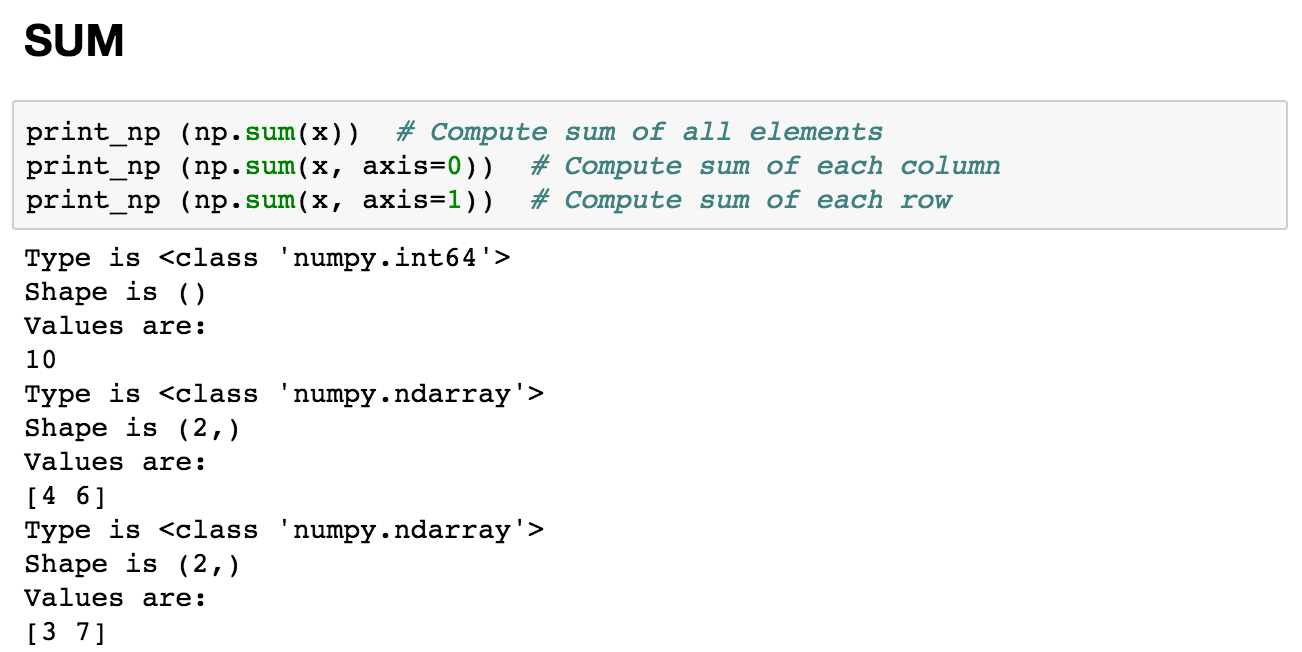 SUM
print_np (np.sum(x))  # Compute sum of all elements
print_np (np.sum(x, axis=0))  # Compute sum of each column
print_np (np.sum(x, axis=1))  # Compute sum of each row
Type is <class 'numpy.int64'>
Shape is ()
Values are:
10
Type is <class 'numpy.ndarray'>
Shape is (2,)
Values are:
[4 6]
Type is <class 'numpy.ndarray'>
Shape is (2,)
Values are:
[3 7]